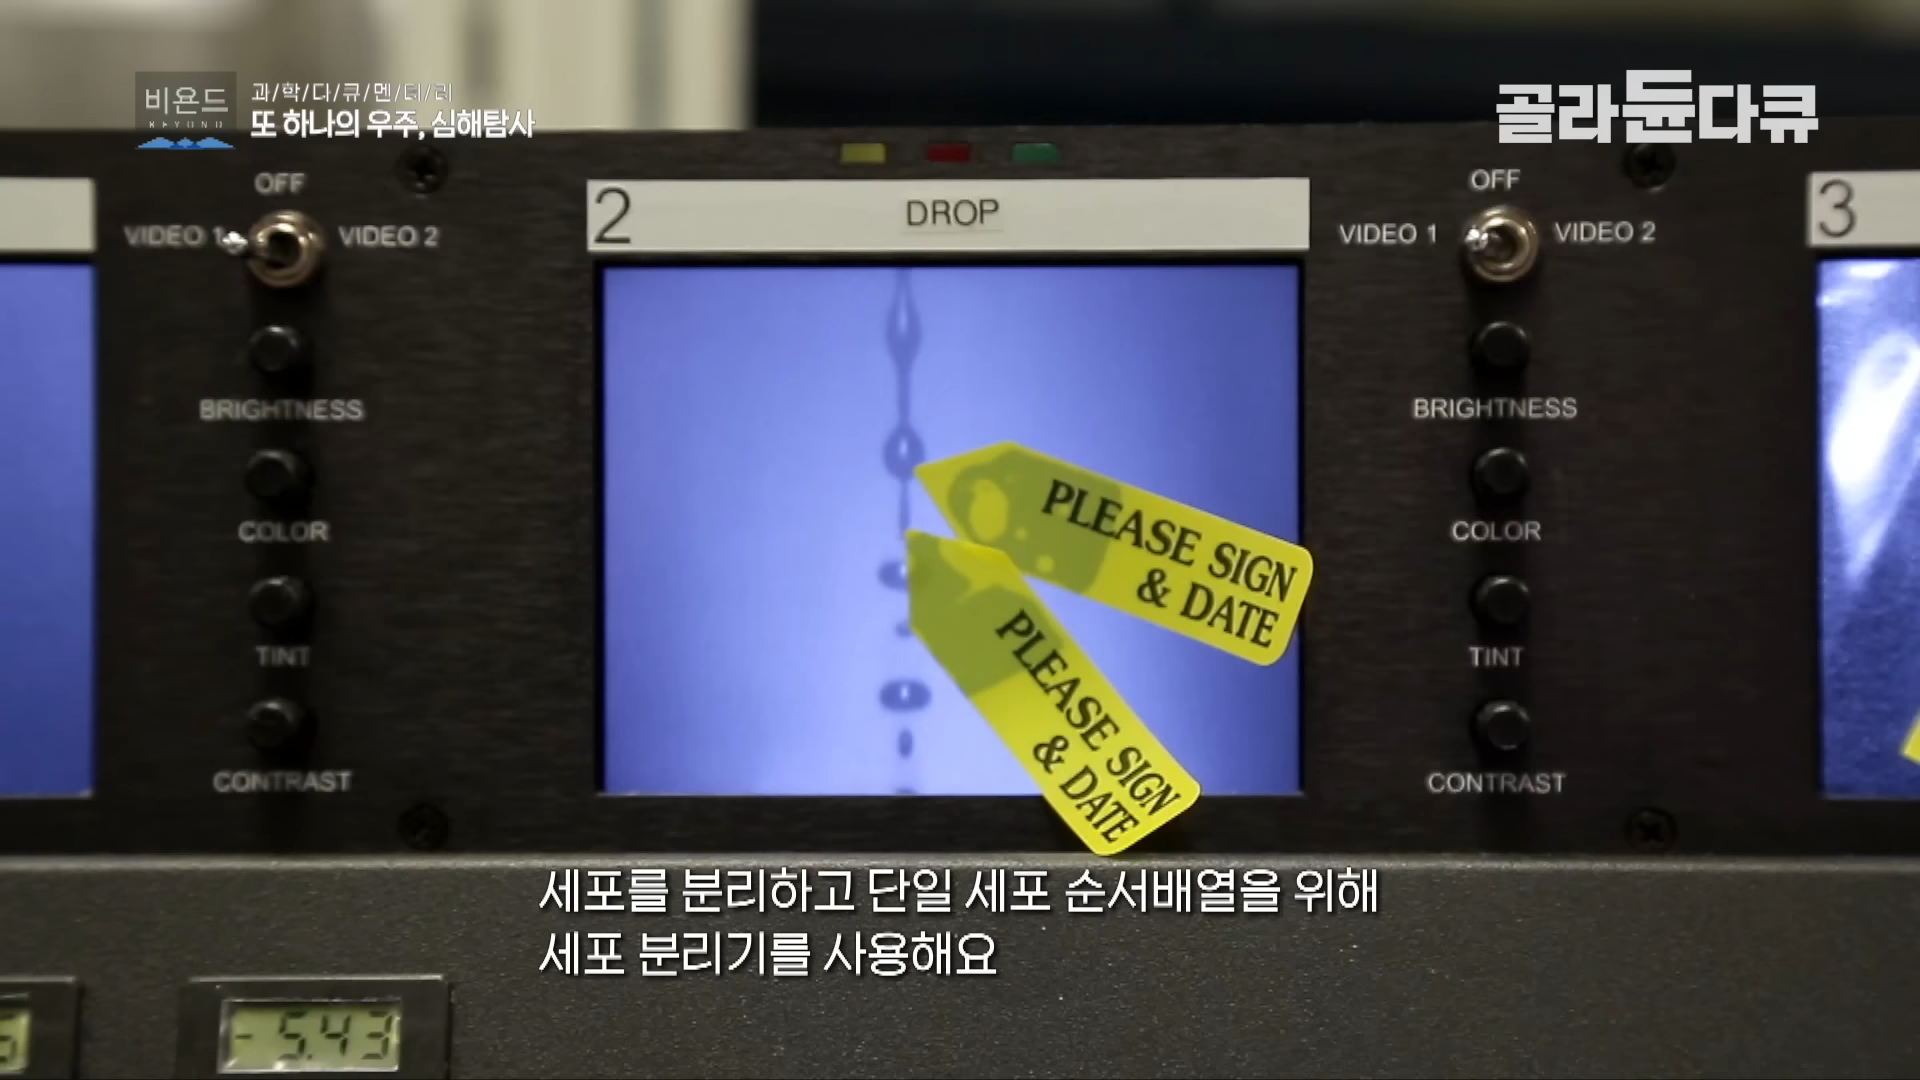 비욘드
BEYOND
과/학/다/큐/멘/터/리
또 하나의 우주, 심해탐사
골라듄다큐
OFF
VIDEO 1
VIDEO 2
BRIGHTNESS
COLOR
TINT
CONTRAST
2
DROP
PLEASE SIGN
& DATE
PLEASE SIGN
& DATE
OFF
VIDEO 1
VIDEO 2
BRIGHTNESS
COLOR
TINT
CONTRAST
3
세포를 분리하고 단일 세포 순서배열을 위해
세포 분리기를 사용해요
-5.43